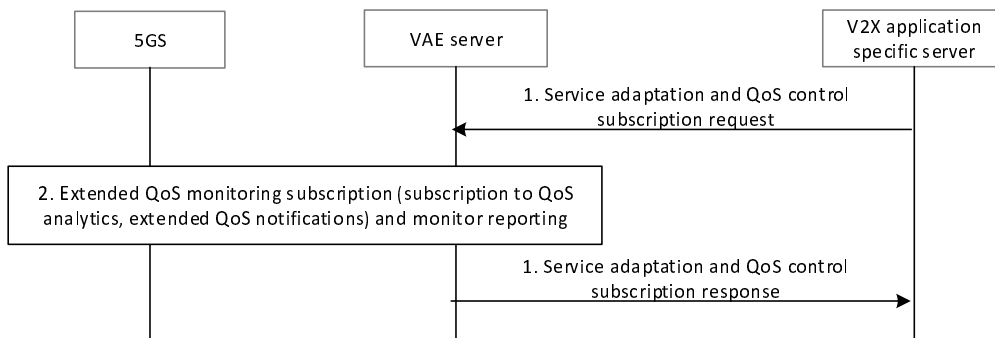 5GS
VAE server
V2X application
specific server
1. Service adaptation and QoS control
subscription request
2. Extended QoS monitoring subscription (subscription to QoS
analytics, extended QoS notifications) and monitor reporting
1. Service adaptation and QoS control
subscription response